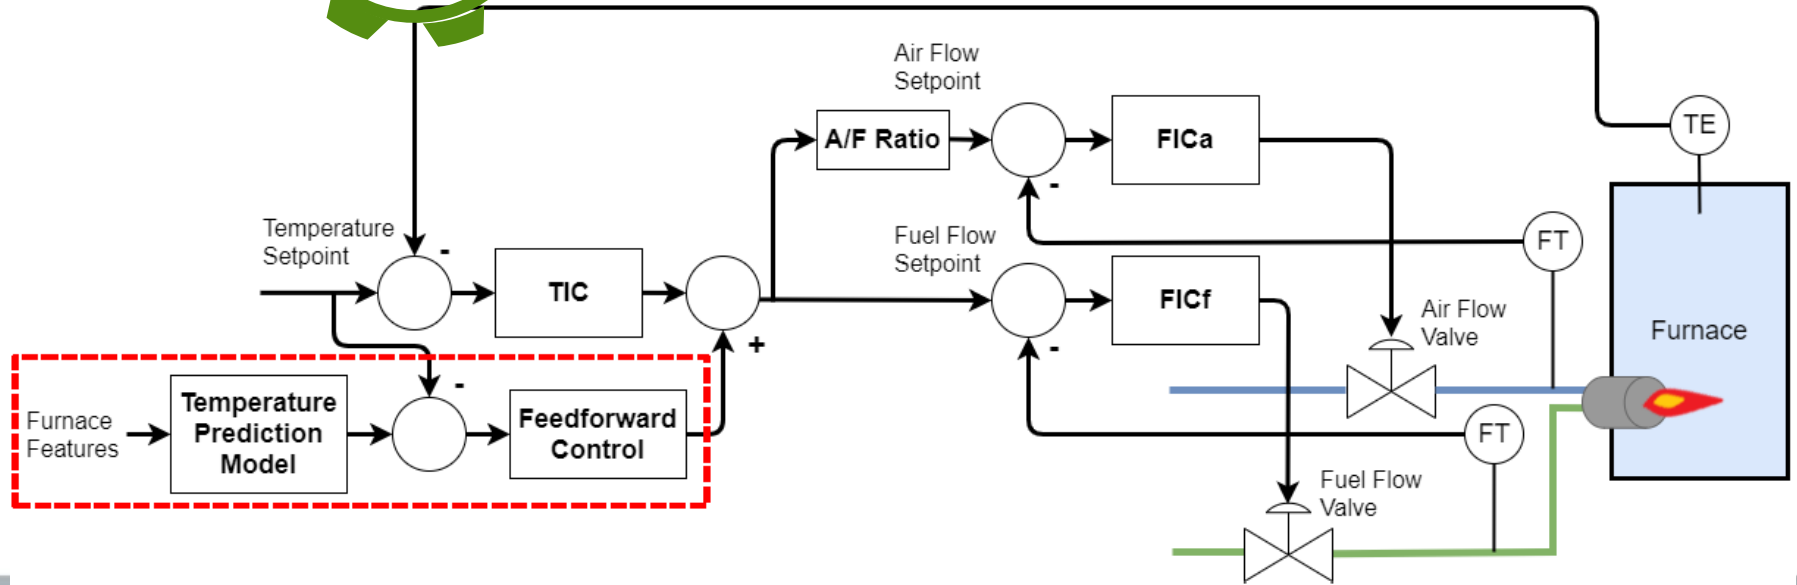 Air Flow
Setpoint
TE
A/F Ratio
FICa
-
Temperature
Setpoint
-
Fuel Flow
Setpoint
FT
TIC
FICf
Air Flow
Valve
Furnace
+
-
-
Furnace
Features
Temperature
Prediction
Model
Feedforward
Control
FT
Fuel Flow
Valve